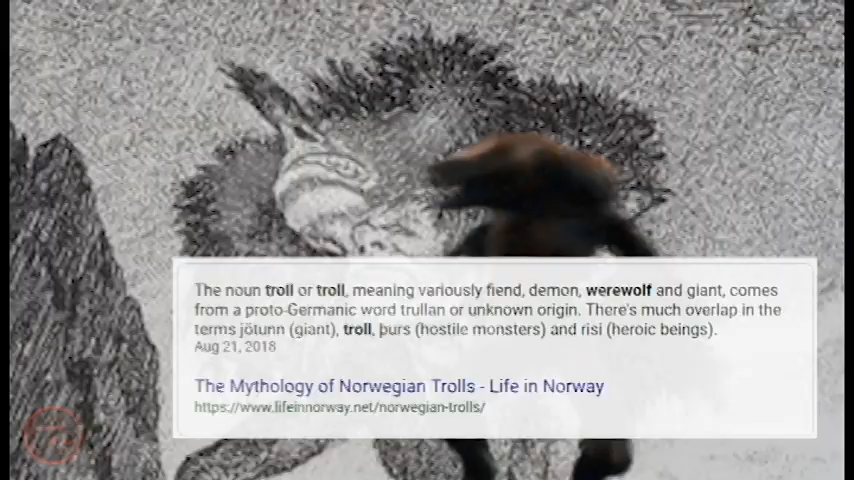 The noun troll or troll, meaning variously fiend, demon, werewolf and giant, comes
from a proto-Germanic word trullan or unknown origin. There's much overlap in the
terms jötunn (giant), troll, þurs (hostile monsters) and risi (heroic beings).
Aug 21, 2018
The Mythology of Norwegian Trolls - Life in Norway
https://www.lifeinnorway.net/norwegian-trolls/